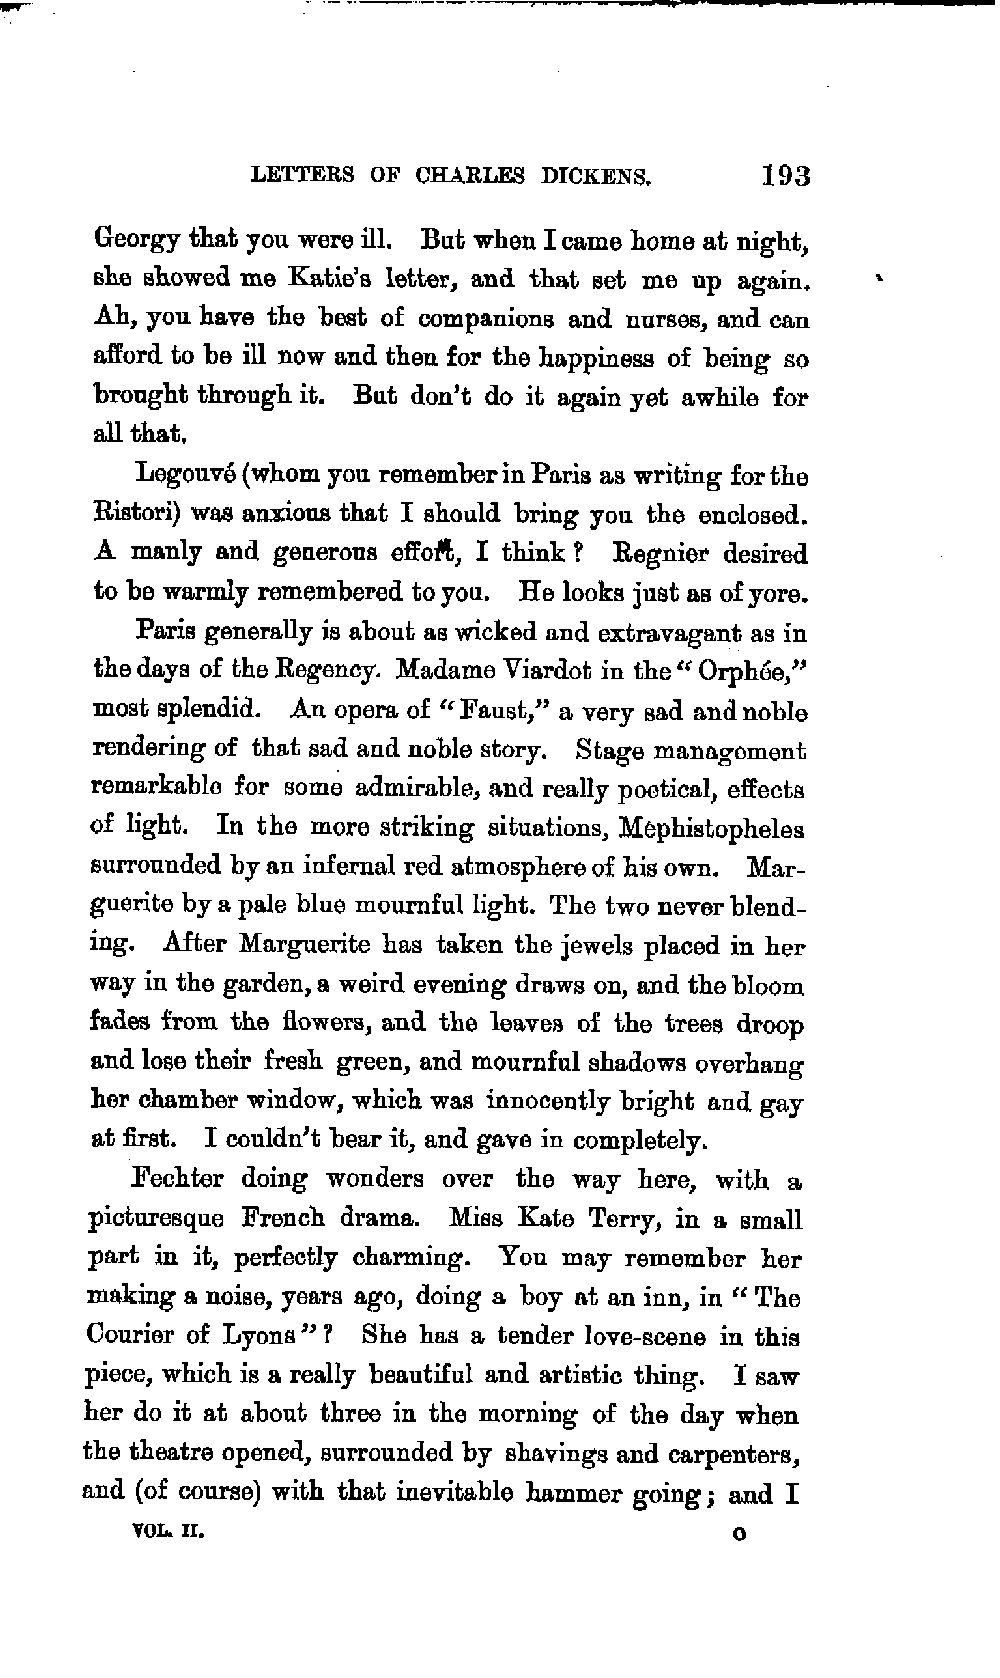 LETTERS OF CHARLES DICKENS. 193
Georgy that you were ill. But when I came home at night,
she showed me Katie's letter, and that set me up again.
Ah, you have the best of companions and nurses, and can
afford to be ill now and then for the happiness of being so
brought through it. But don't do it again yet awhile for
all that.
Legouvé (whom you remember in Paris as writing for the
Ristori) was anxious that I should bring you the enclosed.
A manly and generous effort, I think? Regnier desired
to be warmly remembered to you. He looks just as of yore.
Paris generally is about as wicked and extravagant as in
the days of the Regency. Madame Viardot in the "Orphée,"
most splendid. An opera of "Faust," a very sad and noble
rendering of that sad and noble story. Stage management
remarkable for some admirable, and really poetical, effects
of light. In the more striking situations, Mephistopheles
surrounded by an infernal red atmosphere of his own. Mar-
guerite by a pale blue mournful light. The two never blend-
ing. After Marguerite has taken the jewels placed in her
way in the garden, a weird evening draws on, and the bloom
fades from the flowers, and the leaves of the trees droop
and lose their fresh green, and mournful shadows overhang
her chamber window, which was innocently bright and gay
at first. I couldn't bear it, and gave in completely.
Fechter doing wonders over the way here, with a
picturesque French drama. Miss Kate Terry, in a small
part in it, perfectly charming. You may remember her
making a noise, years ago, doing a boy at an inn, in "The
Courier of Lyons"? She has a tender love-scene in this
piece, which is a really beautiful and artistic thing. I saw
her do it at about three in the morning of the day when
the theatre opened, surrounded by shavings and carpenters,
and (of course) with that inevitable hammer going; and I
VOL. II. O